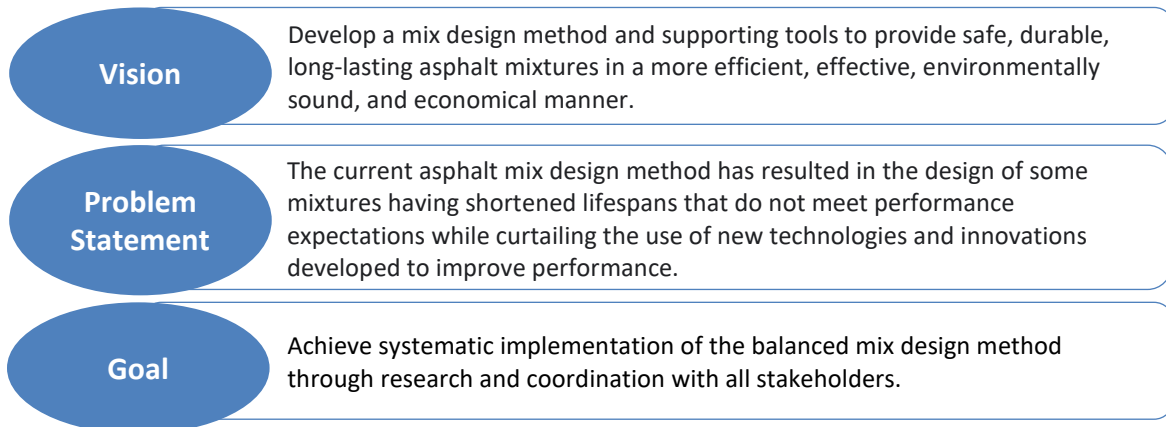 Vision
Develop a mix design method and supporting tools to provide safe, durable,
long-lasting asphalt mixtures in a more efficient, effective, environmentally
sound, and economical manner.
Problem
Statement
The current asphalt mix design method has resulted in the design of some
mixtures having shortened lifespans that do not meet performance
expectations while curtailing the use of new technologies and innovations
developed to improve performance.
Goal
Achieve systematic implementation of the balanced mix design method
through research and coordination with all stakeholders.